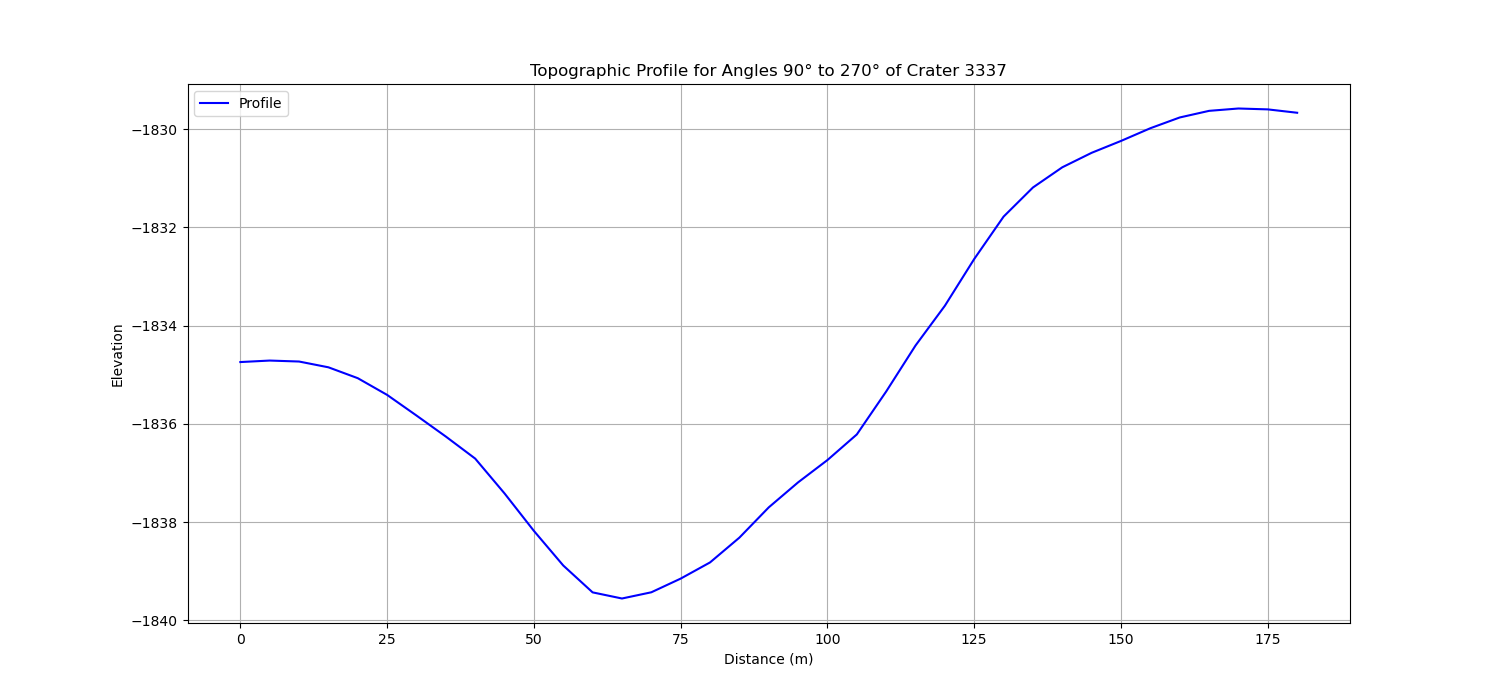 Topographic Profile for Angles 90° to 270° of Crater 3337
Profile
−1830
−1832
−1834
−1836
−1838
−1840
Elevation
0 25 50 75 100 125 150 175
Distance (m)